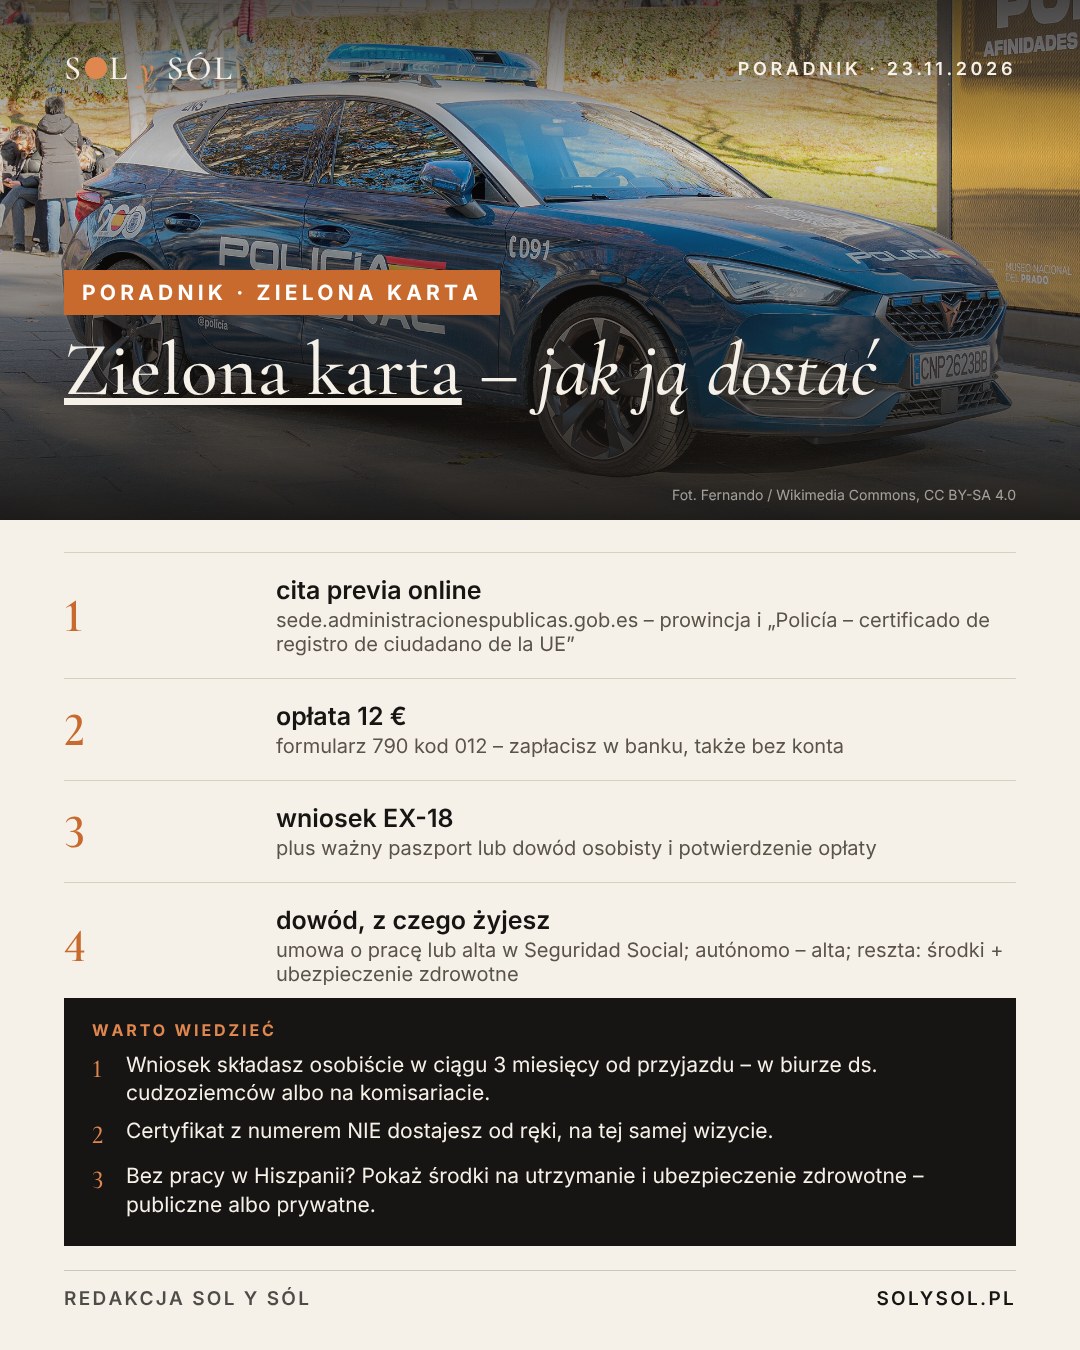 SOL y SÓL
PORADNIK · 23.11.2026
POL
AFINIDADES
091
POLICÍA
POLICÍA
NACIONAL
@policia
MUSEO NACIONAL
DEL PRADO
CNP2623BB
PORADNIK · ZIELONA KARTA
Zielona karta – jak ją dostać
Fot. Fernando / Wikimedia Commons, CC BY-SA 4.0
1
cita previa online
sede.administracionespublicas.gob.es – prowincja i „Policía – certificado de
registro de ciudadano de la UE”
2
opłata 12 €
formularz 790 kod 012 – zapłacisz w banku, także bez konta
3
wniosek EX-18
plus ważny paszport lub dowód osobisty i potwierdzenie opłaty
4
dowód, z czego żyjesz
umowa o pracę lub alta w Seguridad Social; autónomo – alta; reszta: środki +
ubezpieczenie zdrowotne
WARTO WIEDZIEĆ
1 Wniosek składasz osobiście w ciągu 3 miesięcy od przyjazdu – w biurze ds.
cudzoziemców albo na komisariacie.
2 Certyfikat z numerem NIE dostajesz od ręki, na tej samej wizycie.
3 Bez pracy w Hiszpanii? Pokaż środki na utrzymanie i ubezpieczenie zdrowotne –
publiczne albo prywatne.
REDAKCJA SOL Y SÓL
SOLYSOL.PL